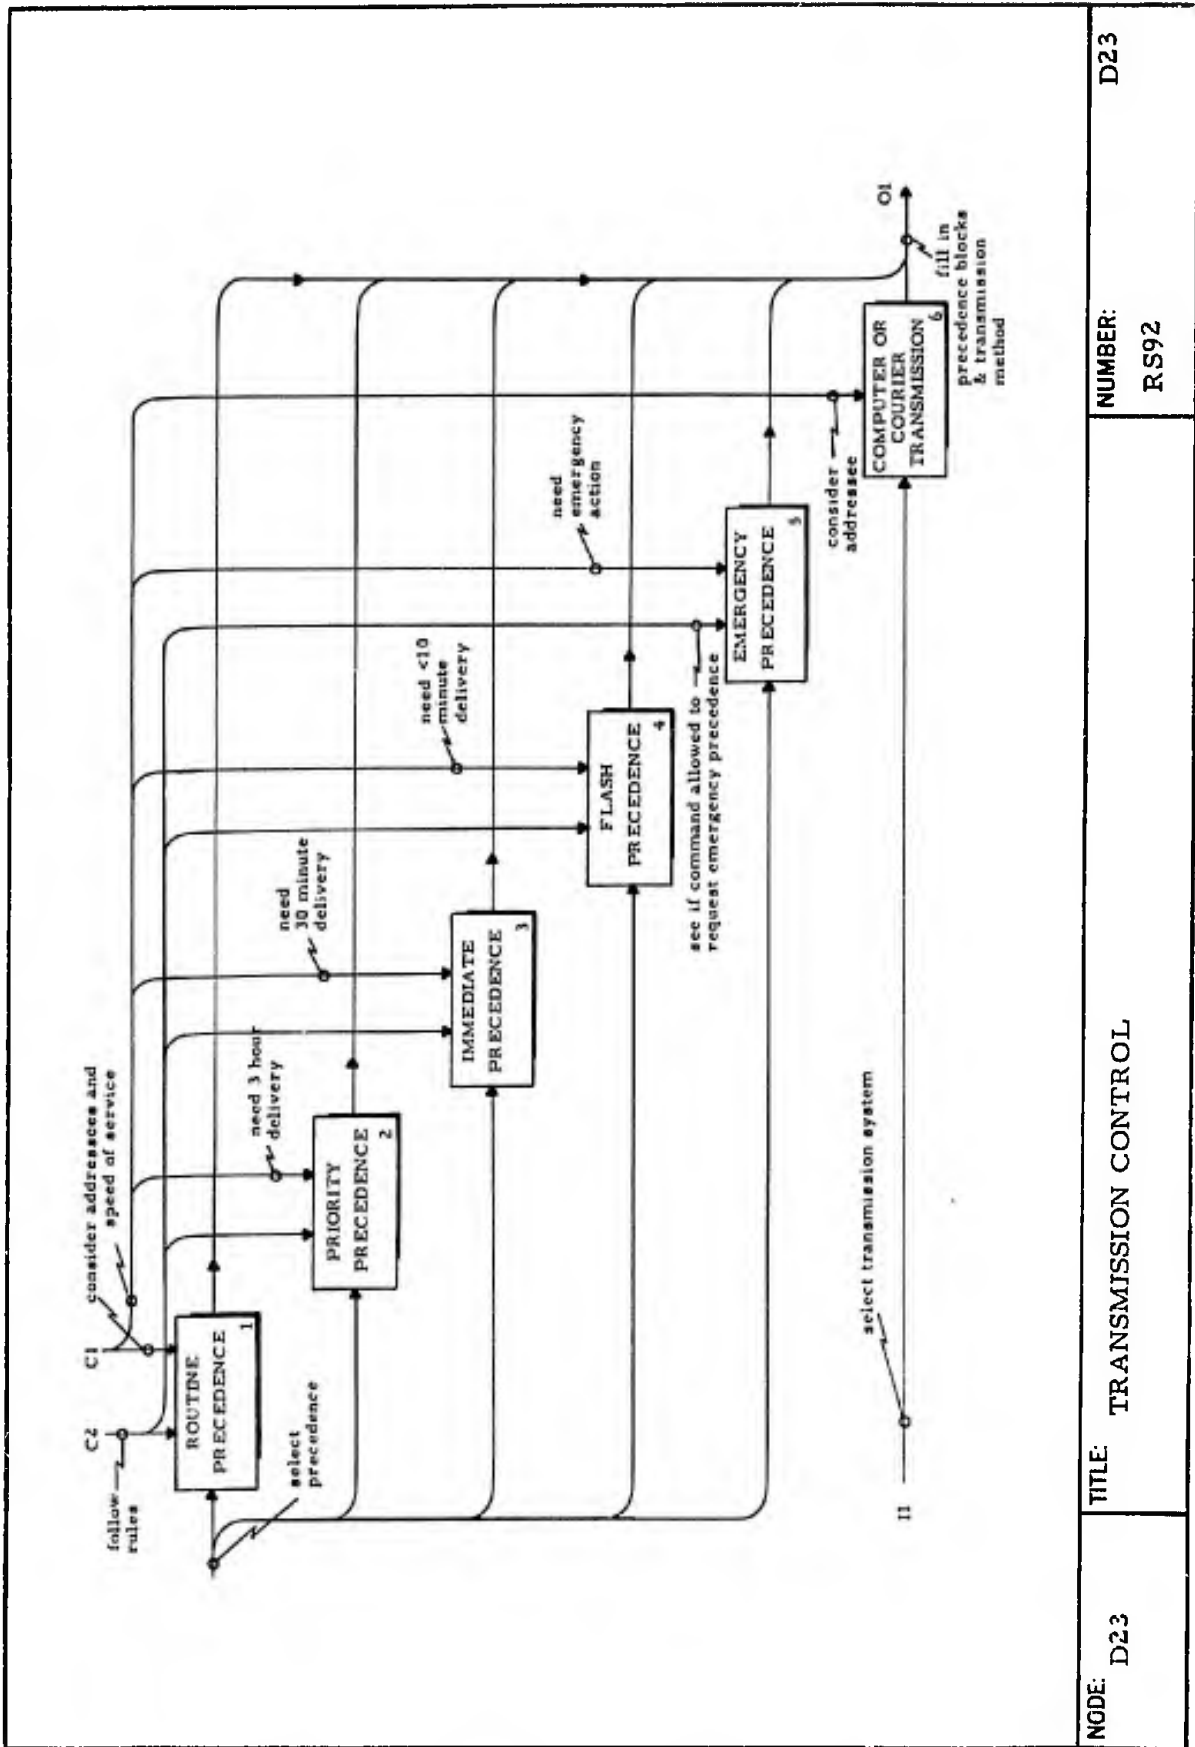 C2
C1
follow
rules
consider addressees and
speed of service
ROUTINE
PRECEDENCE
1
select
precedence
need 3 hour
delivery
PRIORITY
PRECEDENCE
2
need
30 minute
delivery
IMMEDIATE
PRECEDENCE
3
need <10
minute
delivery
FLASH
PRECEDENCE
4
need
emergency
action
see if command allowed to
request emergency precedence
EMERGENCY
PRECEDENCE
5
consider
addressee
I1
select transmission system
COMPUTER OR
COURIER
TRANSMISSION
6
O1
fill in
precedence blocks
& transmission
method
NODE:
D23
TITLE:
TRANSMISSION CONTROL
NUMBER:
RS92
D23